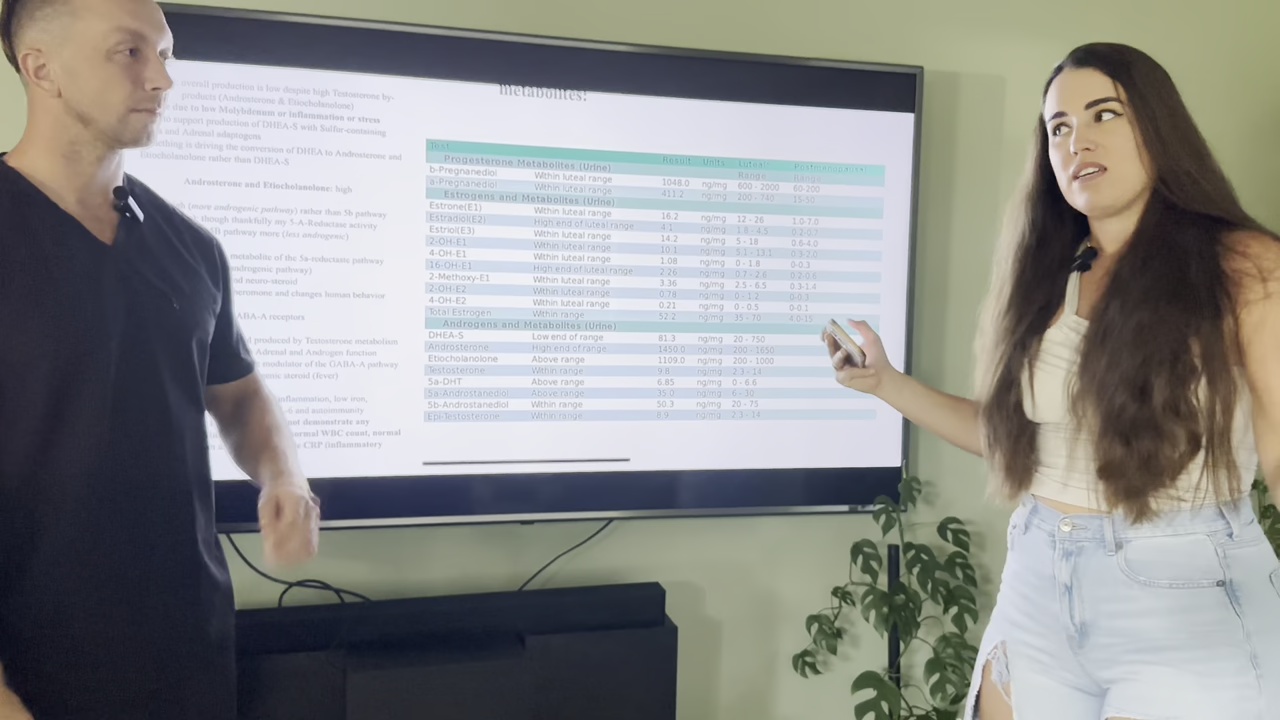 overall production is low despite high Testosterone by-
products (Androsterone & Etiocholanolone)
due to low Molybdenum or inflammation or stress
to support production of DHEA-S with Sulfur-containing
and Adrenal adaptogens
something is driving the conversion of DHEA to Androsterone and
Etiocholanolone rather than DHEA-S
Androsterone and Etiocholanolone: high
(more androgenic pathway) rather than 5b pathway
though thankfully my 5-A-Reductase activity
pathway more (less androgenic)
metabolite of the 5a-reductasis pathway
androgenic pathway)
neuro-steroid
pheromone and changes human behavior
GABA-A receptors
produced by Testosterone metabolism
Adrenal and Androgen function
modulator of the GABA-A pathway
steroid (fever)
inflammation, low iron,
and autoimmunity
not demonstrate any
normal WBC count, normal
CRP (inflammatory
metabolites:
Test Result Units Luteal Range Postmenopausal Range
Progesterone Metabolites (Urine)
b-Pregnanediol Within luteal range 1048.0 ng/mg 600 - 2000 60-200
a-Pregnanediol Within luteal range 411.2 ng/mg 200 - 740 15-50
Estrogens and Metabolites (Urine)
Estrone(E1) Within luteal range 16.2 ng/mg 12 - 26 1.0-7.0
Estradiol(E2) High end of luteal range 4.1 ng/mg 1.8 - 4.5 0.2-0.7
Estriol(E3) Within luteal range 14.2 ng/mg 5 - 18 0.6-4.0
2-OH-E1 Within luteal range 10.1 ng/mg 5.1 - 13.1 0.3-2.0
4-OH-E1 Within luteal range 1.08 ng/mg 0 - 1.8 0-0.3
16-OH-E1 High end of luteal range 2.26 ng/mg 0.7 - 2.6 0.2-0.6
2-Methoxy-E1 Within luteal range 3.36 ng/mg 2.5 - 6.5 0.3-1.4
2-OH-E2 Within luteal range 0.78 ng/mg 0 - 1.2 0-0.3
4-OH-E2 Within luteal range 0.21 ng/mg 0 - 0.5 0-0.1
Total Estrogen Within range 52.2 ng/mg 35 - 70 4.0-15
Androgens and Metabolites (Urine)
DHEA-S Low end of range 81.3 ng/mg 20 - 750
Androsterone High end of range 1450.0 ng/mg 200 - 1650
Etiocholanolone Above range 1109.0 ng/mg 200 - 1000
Testosterone Within range 9.8 ng/mg 2.3 - 14
5a-DHT Above range 6.85 ng/mg 0 - 6.6
5a-Androstanediol Above range 35.0 ng/mg 6 - 30
5b-Androstanediol Within range 50.3 ng/mg 20 - 75
Epi-Testosterone Within range 8.9 ng/mg 2.3 - 14